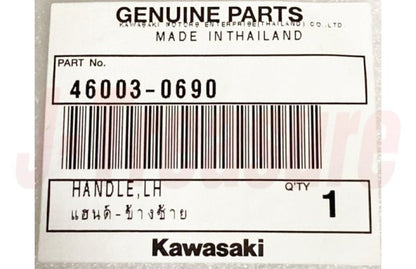 GENUINE PARTS
KAWASAKI MOTORS ENTERPRISE(THAILAND)CO.,LTD
MADE INTHAILAND
PART No.
46003-0690
HANDLE,LH
Q'TY
แฮนด์-ข้างซ้าย
1
Kawasaki